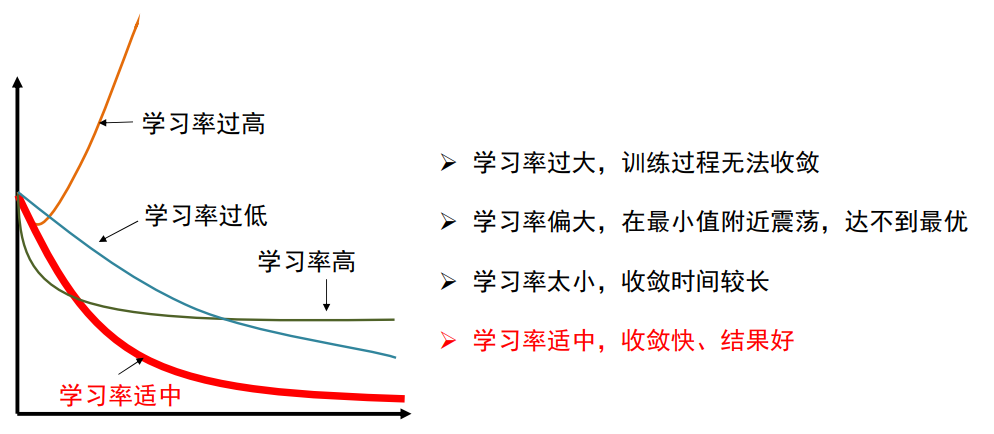 学习率过高
学习率过低
学习率高
学习率适中
学习率过大，训练过程无法收敛
学习率偏大，在最小值附近震荡，达不到最优
学习率太小，收敛时间较长
学习率适中，收敛快、结果好